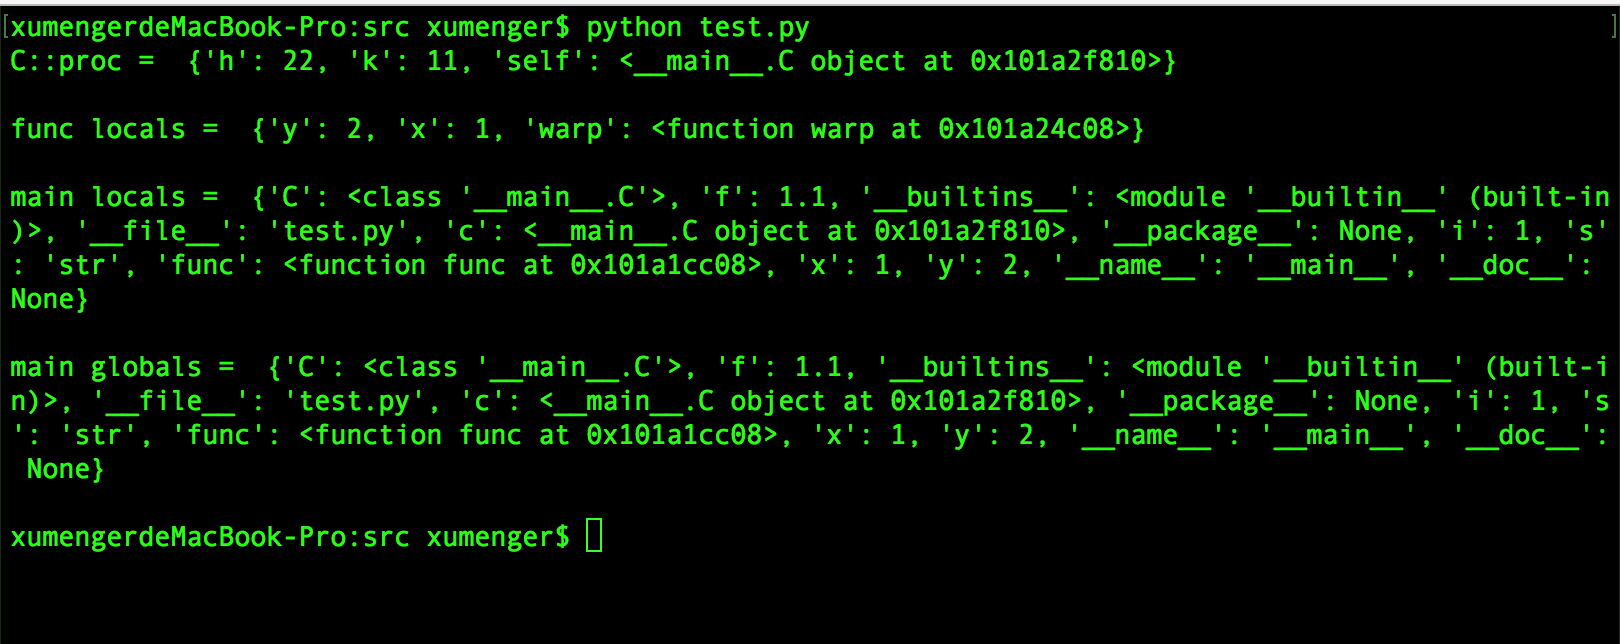 [xumengerdeMacBook-Pro:src xumenger$ python test.py ]
C::proc =  {'h': 22, 'k': 11, 'self': <__main__.C object at 0x101a2f810>}
func locals =  {'y': 2, 'x': 1, 'warp': <function warp at 0x101a24c08>}
main locals =  {'C': <class '__main__.C'>, 'f': 1.1, '__builtins__': <module '__builtin__' (built-in
)>, '__file__': 'test.py', 'c': <__main__.C object at 0x101a2f810>, '__package__': None, 'i': 1, 's'
: 'str', 'func': <function func at 0x101a1cc08>, 'x': 1, 'y': 2, '__name__': '__main__', '__doc__':
None}
main globals =  {'C': <class '__main__.C'>, 'f': 1.1, '__builtins__': <module '__builtin__' (built-i
n)>, '__file__': 'test.py', 'c': <__main__.C object at 0x101a2f810>, '__package__': None, 'i': 1, 's
': 'str', 'func': <function func at 0x101a1cc08>, 'x': 1, 'y': 2, '__name__': '__main__', '__doc__':
 None}
xumengerdeMacBook-Pro:src xumenger$